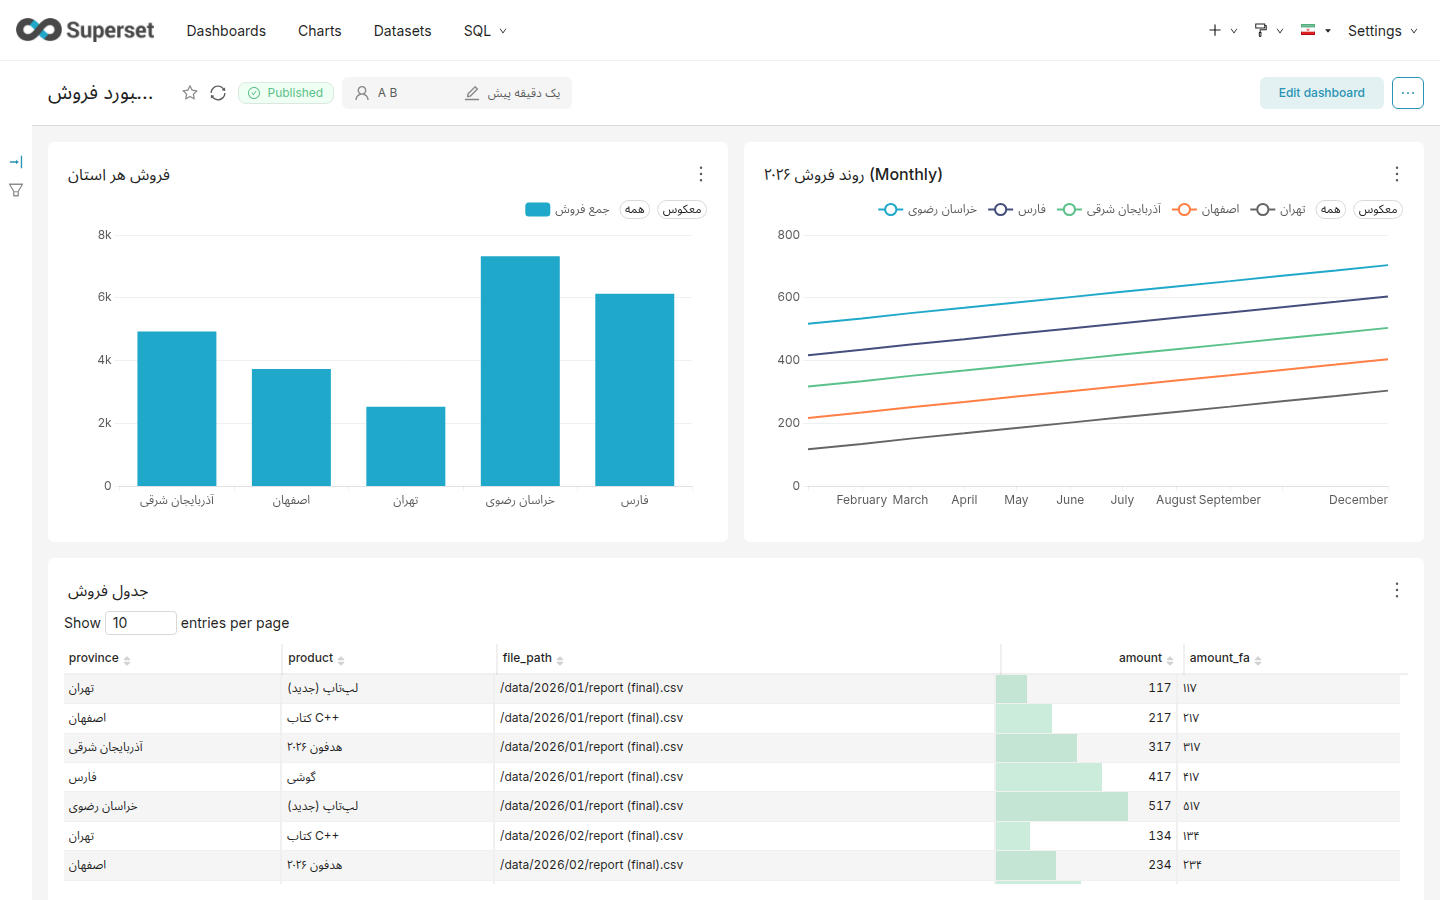 Superset
Dashboards Charts Datasets SQL Settings
...بورد فروش Published A B یک دقیقه پیش Edit dashboard
فروش هر استان
جمع فروش همه معکوس
8k
6k
4k
2k
0
آذربایجان شرقی اصفهان تهران خراسان رضوی فارس
روند فروش ۲۰۲۶ (Monthly)
خراسان رضوی فارس آذربایجان شرقی اصفهان تهران همه معکوس
800
600
400
200
0
February March April May June July August September December
جدول فروش
Show 10 entries per page
province product file_path amount amount_fa
تهران لپ‌تاپ (جدید) /data/2026/01/report (final).csv 117 ۱۱۷
اصفهان کتاب C++ /data/2026/01/report (final).csv 217 ۲۱۷
آذربایجان شرقی هدفون ۲۰۲۶ /data/2026/01/report (final).csv 317 ۳۱۷
فارس گوشی /data/2026/01/report (final).csv 417 ۴۱۷
خراسان رضوی لپ‌تاپ (جدید) /data/2026/01/report (final).csv 517 ۵۱۷
تهران کتاب C++ /data/2026/02/report (final).csv 134 ۱۳۴
اصفهان هدفون ۲۰۲۶ /data/2026/02/report (final).csv 234 ۲۳۴